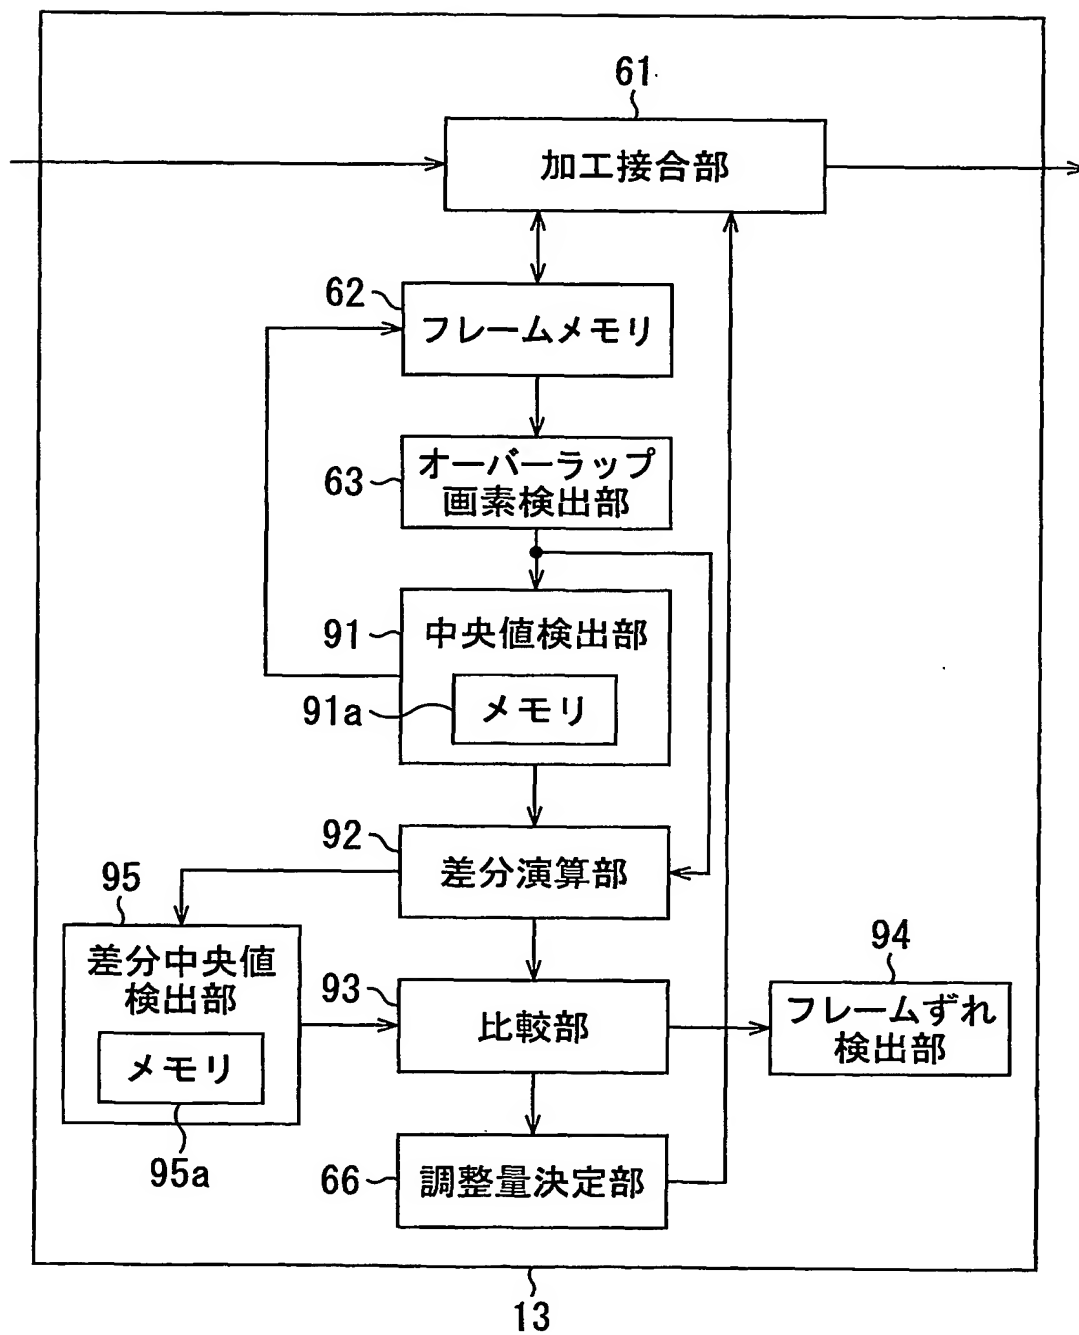 61
加工接合部
62
フレームメモリ
63
オーバーラップ
画素検出部
91
中央値検出部
91a
メモリ
92
差分演算部
95
差分中央値
検出部
メモリ
95a
93
比較部
94
フレームずれ
検出部
66
調整量決定部
13